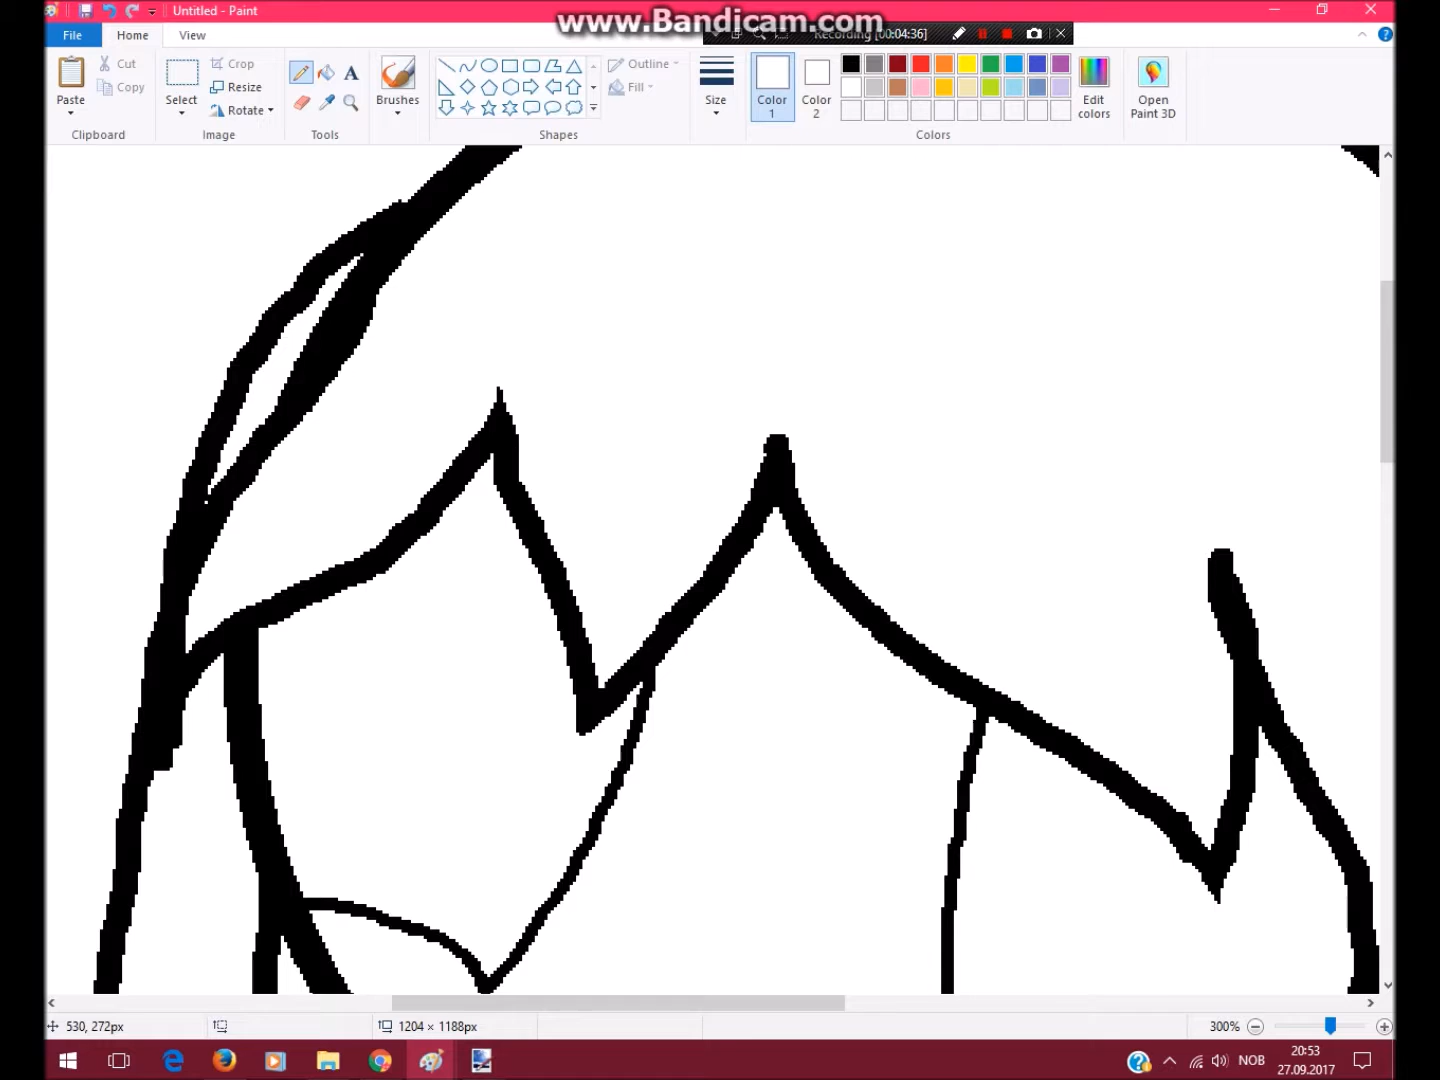 Untitled - Paint
www.Bandicam.com
File
Home
View
Recording [00:04:36]
Paste
Cut
Copy
Clipboard
Select
Crop
Resize
Rotate
Image
A
Tools
Brushes
Shapes
Outline
Fill
Size
Color
1
Color
2
Edit
colors
Colors
Open
Paint 3D
530, 272px
1204 × 1188px
300%
NOB
20:53
27.09.2017